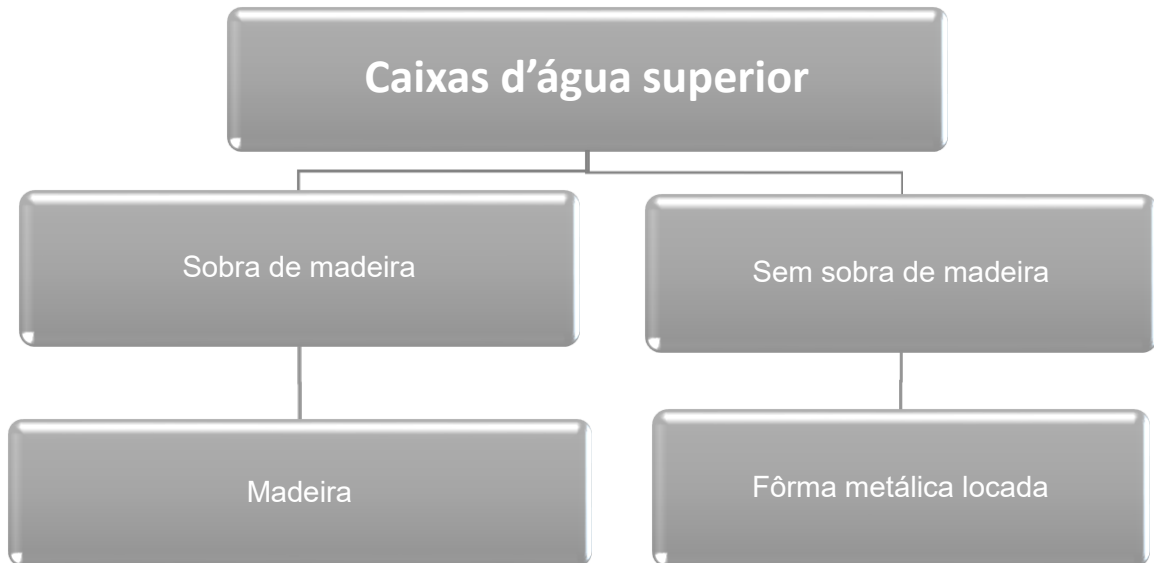 Caixas d’água superior
Sobra de madeira
Sem sobra de madeira
Madeira
Fôrma metálica locada